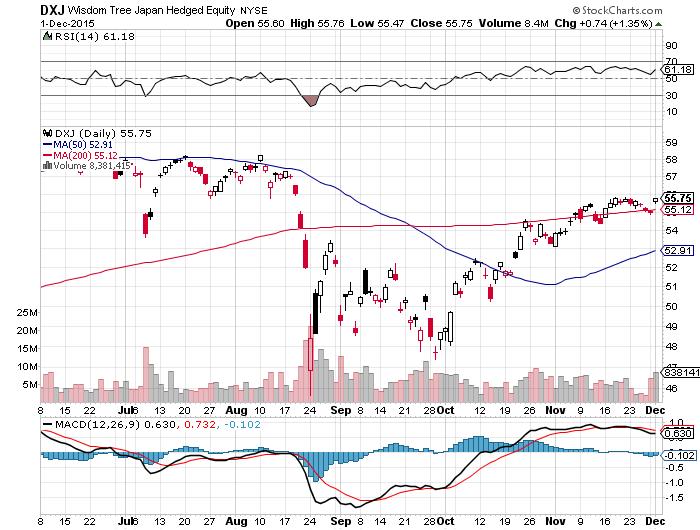 DXJ Wisdom Tree Japan Hedged Equity NYSE © StockCharts.com
1-Dec-2015 Open 55.60 High 55.76 Low 55.47 Close 55.75 Volume 8.4M Chg +0.74 (+1.35%)
RSI(14) 61.18
90
70
61.18
50
30
10
DXJ (Daily) 55.75
MA(50) 52.91
MA(200) 55.12
Volume 8,381,415
59
58
57
56
55.75
55.12
54
53
52.91
52
51
50
49
48
47
46
25M
20M
15M
10M
5M
8381415
8 15 22 Jul 6 13 20 27 Aug 10 17 24 Sep 8 14 21 28 Oct 12 19 26 Nov 9 16 23 Dec
MACD(12,26,9) 0.630, 0.732, -0.102
1.0
0.630
-0.102
-0.5
-1.0
-1.5
8 15 22 Jul 6 13 20 27 Aug 10 17 24 Sep 8 14 21 28 Oct 12 19 26 Nov 9 16 23 Dec